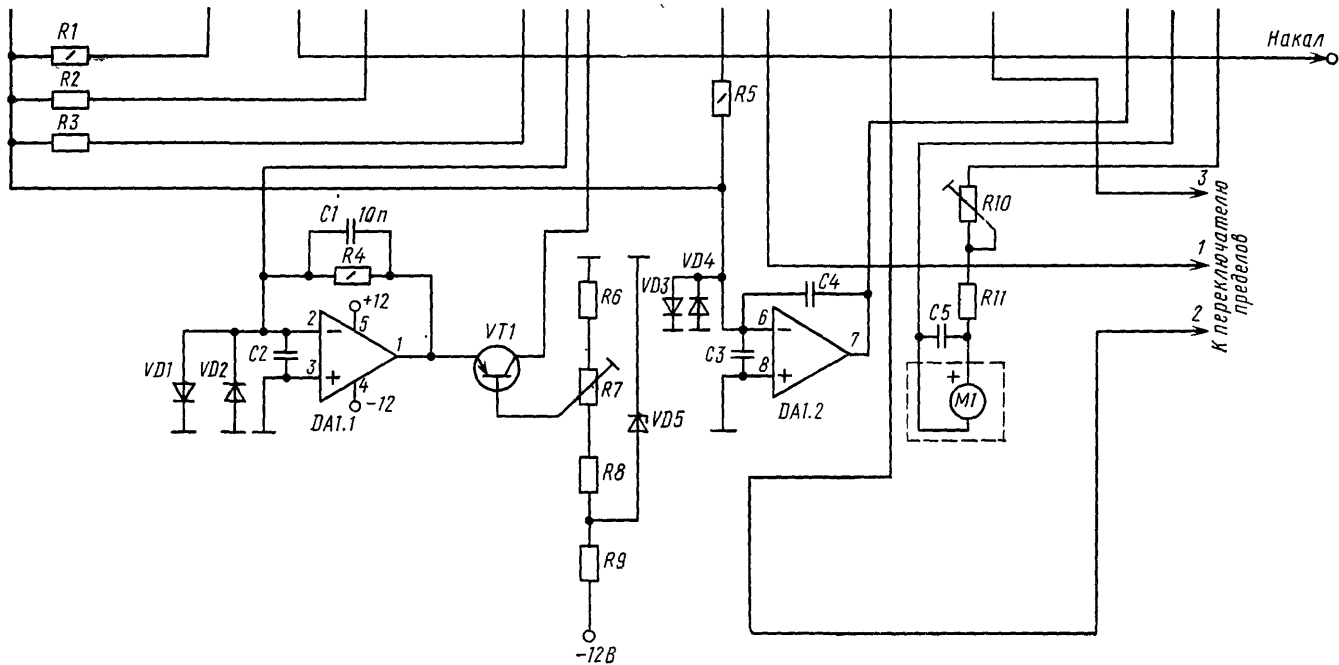 R1
R2
R3
Накал
R5
C1 10п
R4
+12
5
2
3
1
4
-12
C2
VD1
VD2
DA1.1
VT1
R6
R7
R8
R9
VD5
-12В
VD3
VD4
C4
6
7
8
C3
DA1.2
R10
R11
C5
+
М1
3
1
2
К переключателю
пределов